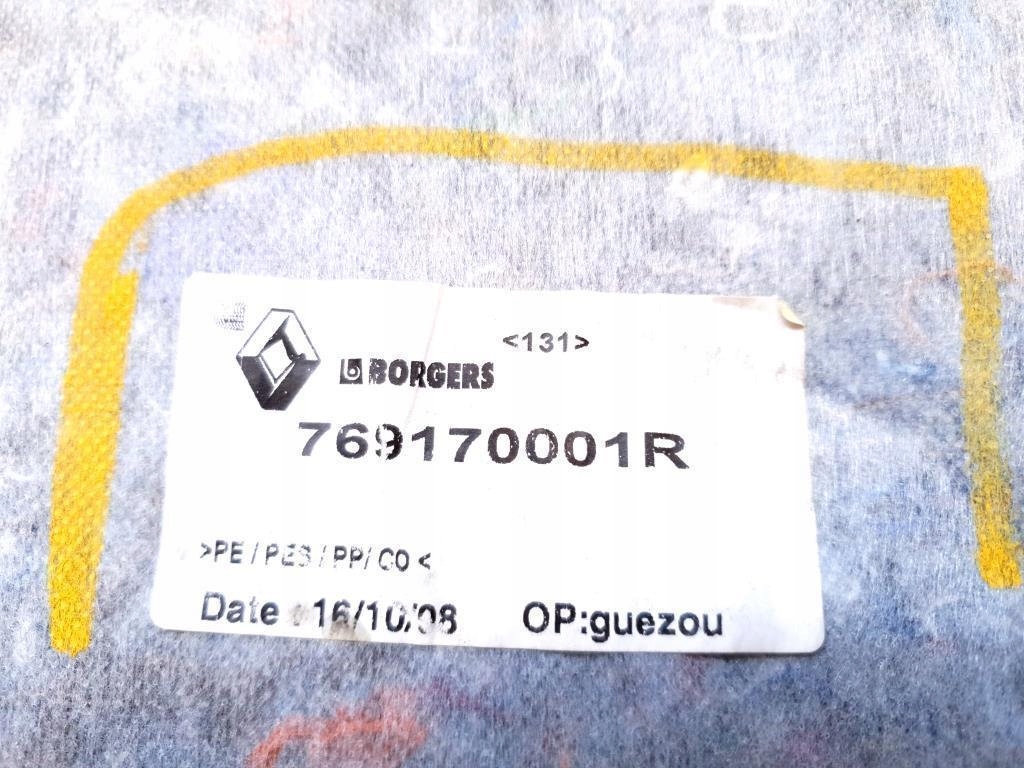 <131>
BORGERS
769170001R
>PE / PES / PP/ CO <
Date : 16/10/08
OP:guezou